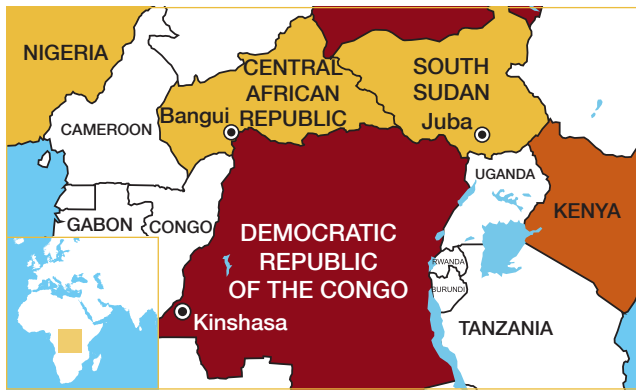 NIGERIA
CENTRAL
AFRICAN
REPUBLIC
SOUTH
SUDAN
Bangui
Juba
CAMEROON
UGANDA
KENYA
GABON
CONGO
DEMOCRATIC
REPUBLIC
OF THE CONGO
RWANDA
BURUNDI
Kinshasa
TANZANIA